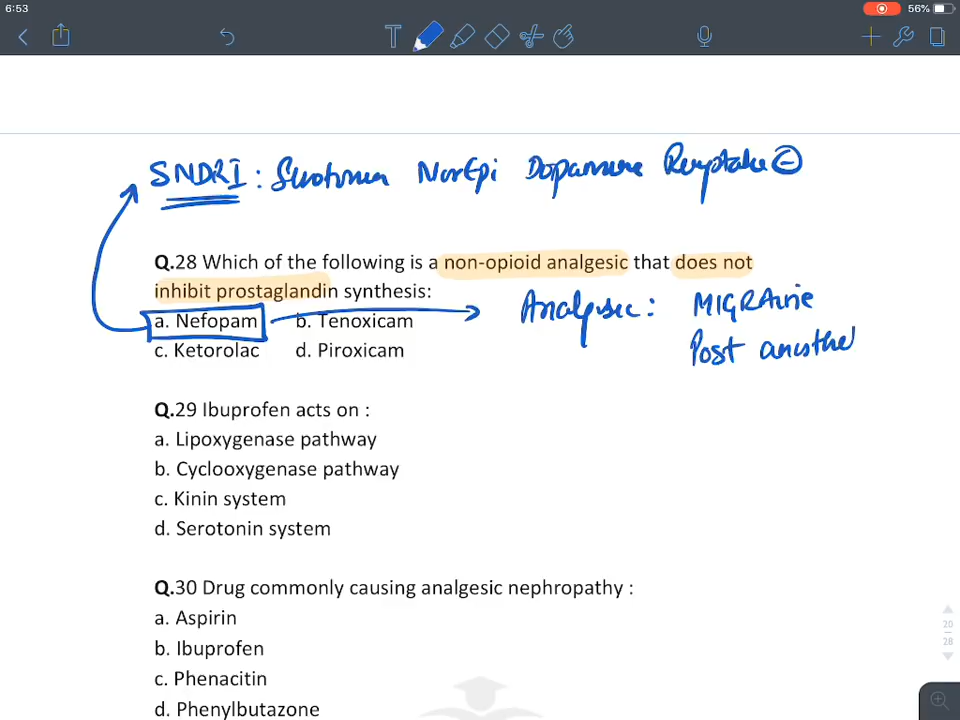 6:53
56%
T
SNDRI : Serotonin NorEpi Dopamine Reuptake ⊖
Q.28 Which of the following is a non-opioid analgesic that does not
inhibit prostaglandin synthesis:
a. Nefopam b. Tenoxicam
c. Ketorolac d. Piroxicam
Analgesic : MIGRAine
Post anesthe
Q.29 Ibuprofen acts on :
a. Lipoxygenase pathway
b. Cyclooxygenase pathway
c. Kinin system
d. Serotonin system
Q.30 Drug commonly causing analgesic nephropathy :
a. Aspirin
b. Ibuprofen
c. Phenacitin
d. Phenylbutazone
20
28